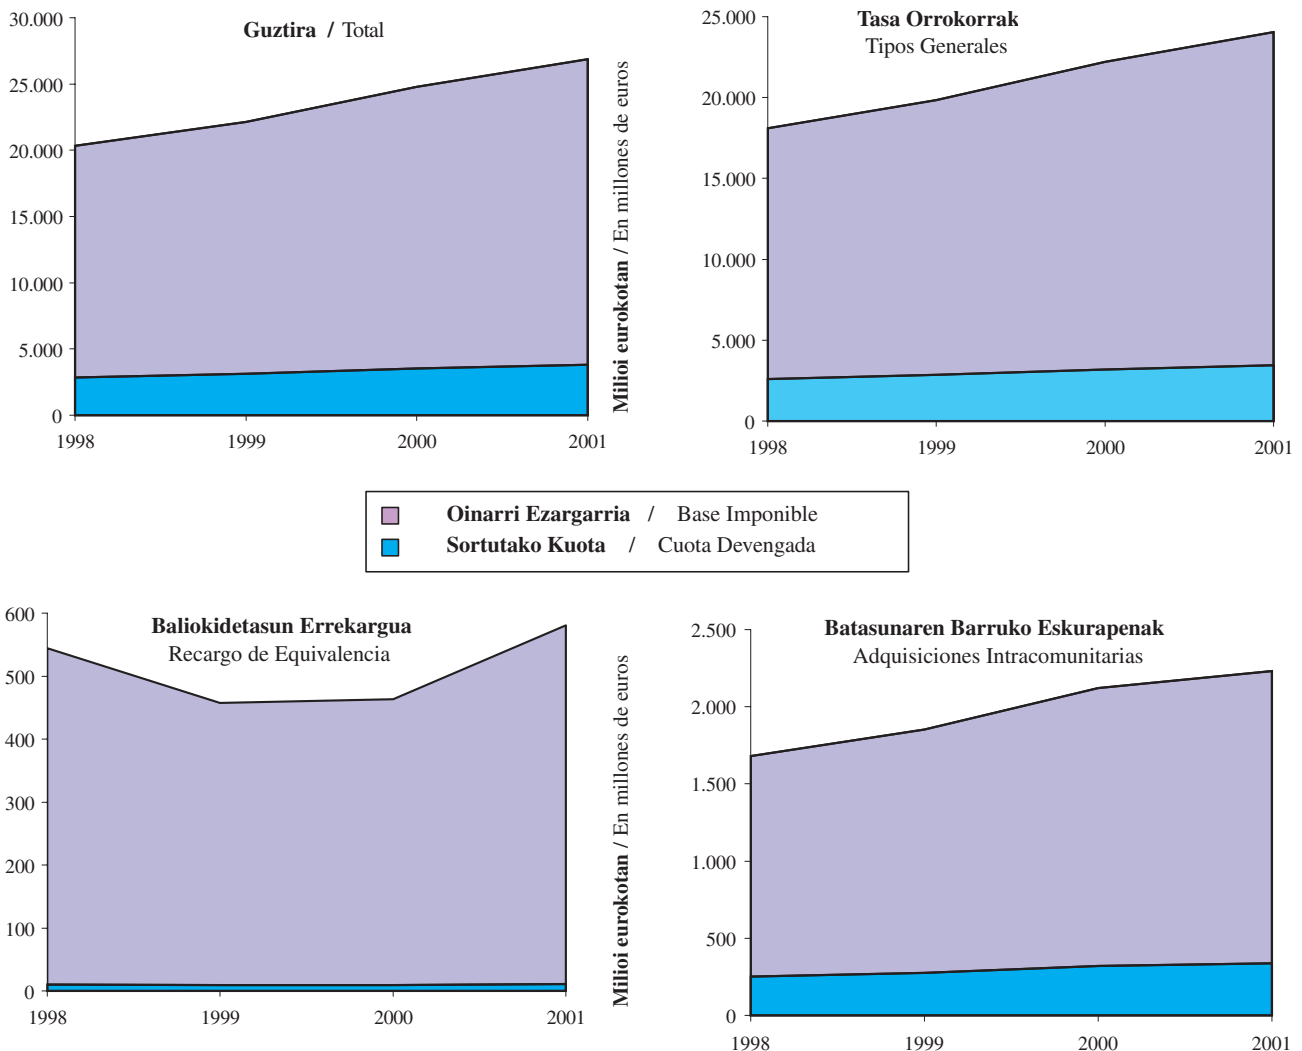 Guztira / Total
30.000
25.000
20.000
15.000
10.000
5.000
0
1998 1999 2000 2001
Milioi eurokotan / En millones de euros
Tasa Orrokorrak
Tipos Generales
25.000
20.000
15.000
10.000
5.000
0
1998 1999 2000 2001
Oinarri Ezargarria / Base Imponible
Sortutako Kuota / Cuota Devengada
Baliokidetasun Errekargua
Recargo de Equivalencia
600
500
400
300
200
100
0
1998 1999 2000 2001
Milioi eurokotan / En millones de euros
Batasunaren Barruko Eskurapenak
Adquisiciones Intracomunitarias
2.500
2.000
1.500
1.000
500
0
1998 1999 2000 2001